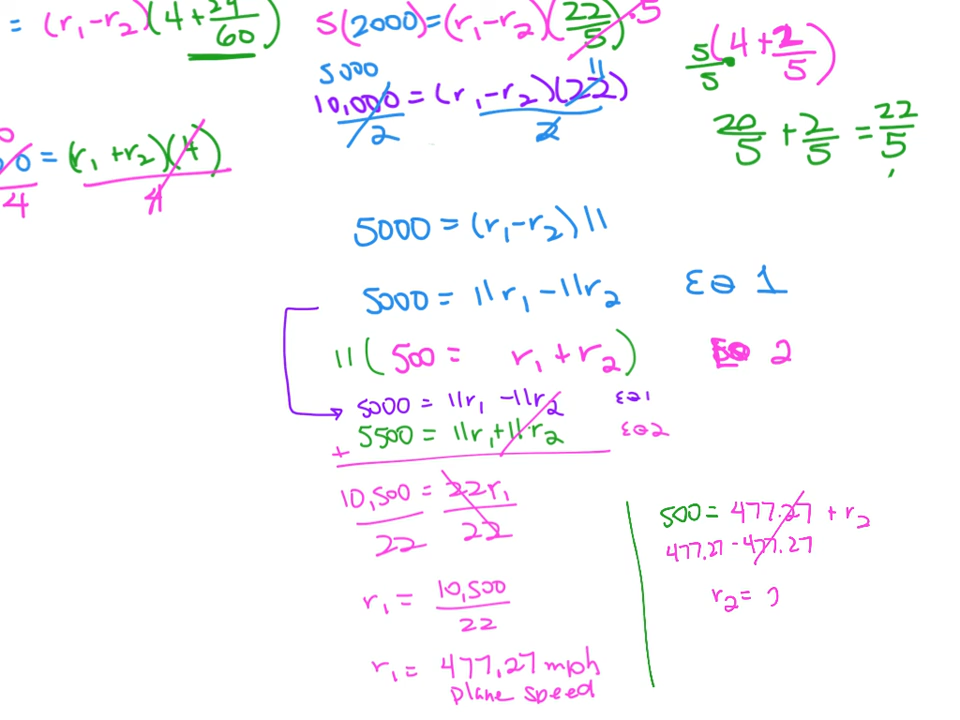 = (r₁-r₂)(4+24/60)
5(2000)=(r₁-r₂)(22/5)·5
5/5·(4+2/5)
5000
11
10,000/2 = (r₁-r₂)(22)/2
20/5 + 2/5 = 22/5
0/4 = (r₁+r₂)(4)/4
5000 = (r₁-r₂)11
5000 = 11r₁-11r₂ EQ 1
11(500 = r₁+r₂) EQ 2
5000 = 11r₁-11r₂ EQ1
+ 5500 = 11r₁+11r₂ EQ2
10,500/22 = 22r₁/22
500 = 477.27 + r₂
477.27 -477.27
r₂=
r₁ = 10,500/22
r₁ = 477.27 mph
plane speed